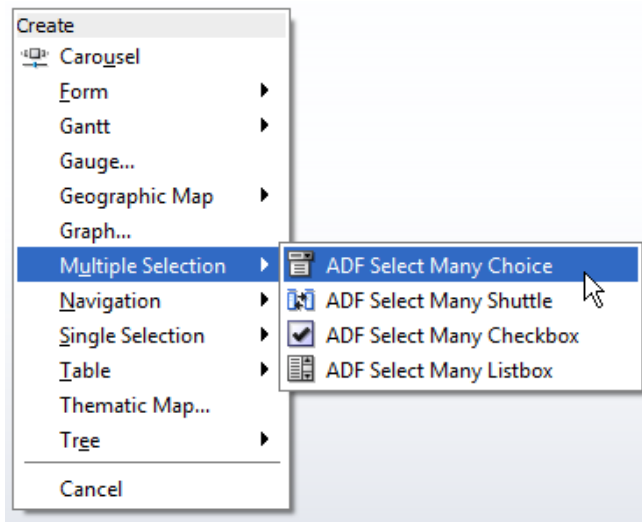 Create
Carousel
Form
Gantt
Gauge...
Geographic Map
Graph...
Multiple Selection
Navigation
Single Selection
Table
Thematic Map...
Tree
Cancel
ADF Select Many Choice
ADF Select Many Shuttle
ADF Select Many Checkbox
ADF Select Many Listbox